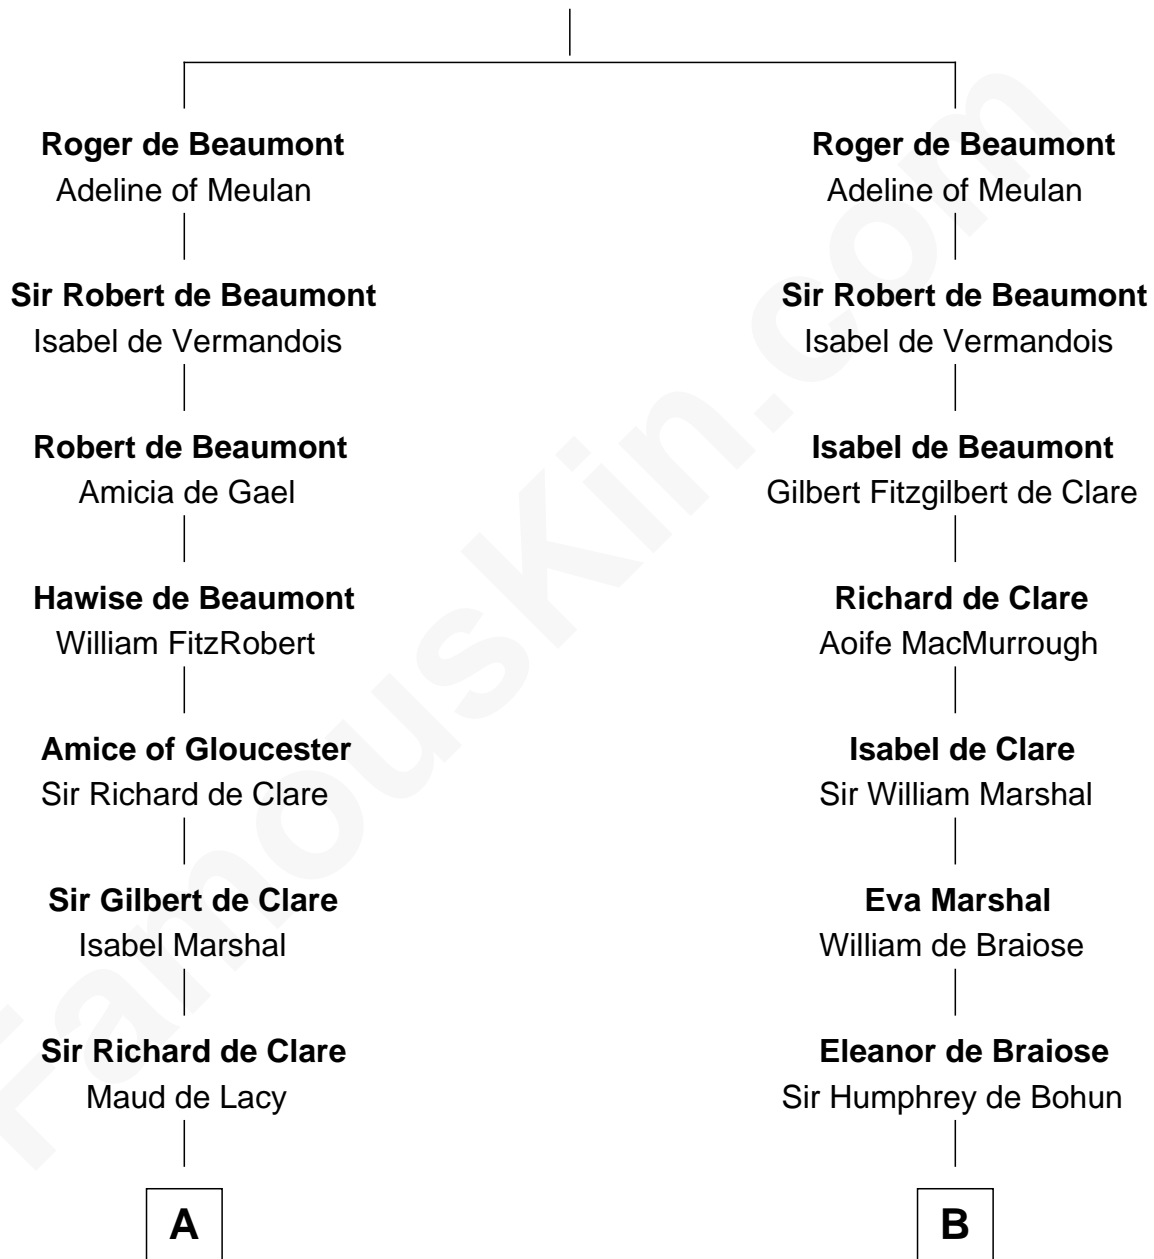 Roger de Beaumont
Adeline of Meulan
Sir Robert de Beaumont
Isabel de Vermandois
Robert de Beaumont
Amicia de Gael
Hawise de Beaumont
William FitzRobert
Amice of Gloucester
Sir Richard de Clare
Sir Gilbert de Clare
Isabel Marshal
Sir Richard de Clare
Maud de Lacy
A
Roger de Beaumont
Adeline of Meulan
Sir Robert de Beaumont
Isabel de Vermandois
Isabel de Beaumont
Gilbert Fitzgilbert de Clare
Richard de Clare
Aoife MacMurrough
Isabel de Clare
Sir William Marshal
Eva Marshal
William de Braiose
Eleanor de Braiose
Sir Humphrey de Bohun
B
FamousKin.com